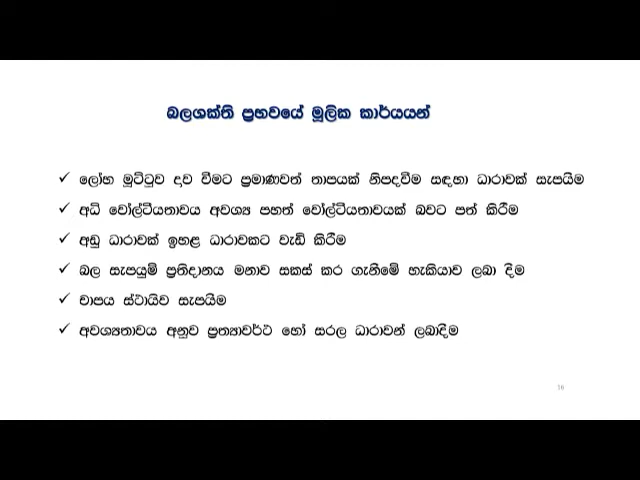 බලශක්ති ප්‍රභවයේ මූලික කාර්යයන්
✓ ලෝහ මූට්ටුව දාව වීමට ප්‍රමාණවත් තාපයක් නිපදවීම සඳහා ධාරාවක් සැපයීම
✓ අධි වෝල්ටීයතාවය අවශ්‍ය පහත් වෝල්ටීයතාවයක් බවට පත් කිරීම
✓ අඩු ධාරාවක් ඉහළ ධාරාවකට වැඩි කිරීම
✓ බල සැපයුම් ප්‍රතිදානය මනාව සකස් කර ගැනීමේ හැකියාව ලබා දීම
✓ චාපය ස්ථායීව සැපයීම
✓ අවශ්‍යතාවය අනුව ප්‍රත්‍යාවර්ථ හෝ සරල ධාරාවන් ලබාදීම